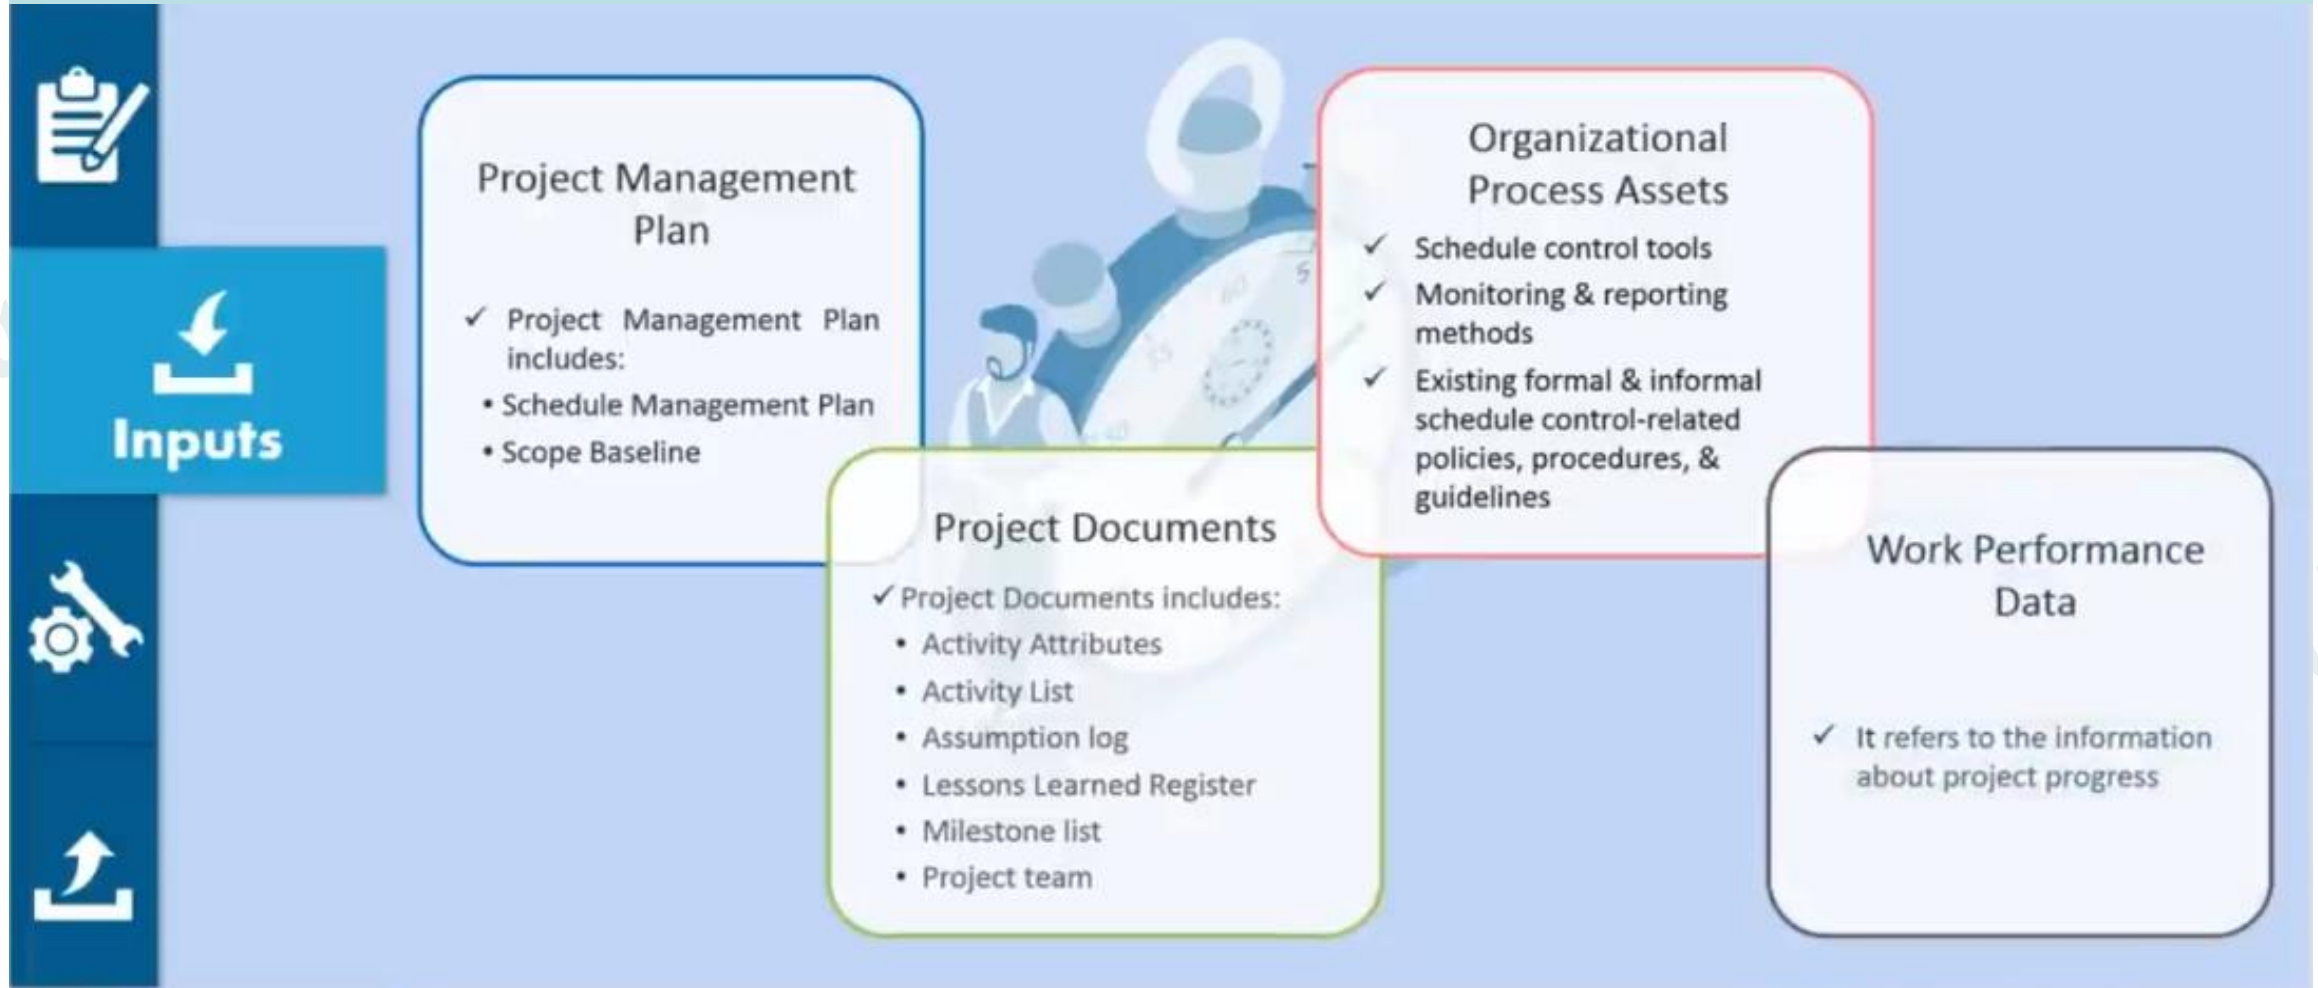 Inputs
Project Management
Plan
✓ Project Management Plan
includes:
• Schedule Management Plan
• Scope Baseline
Project Documents
✓ Project Documents includes:
• Activity Attributes
• Activity List
• Assumption log
• Lessons Learned Register
• Milestone list
• Project team
Organizational
Process Assets
✓ Schedule control tools
✓ Monitoring & reporting
methods
✓ Existing formal & informal
schedule control-related
policies, procedures, &
guidelines
Work Performance
Data
✓ It refers to the information
about project progress
60
5